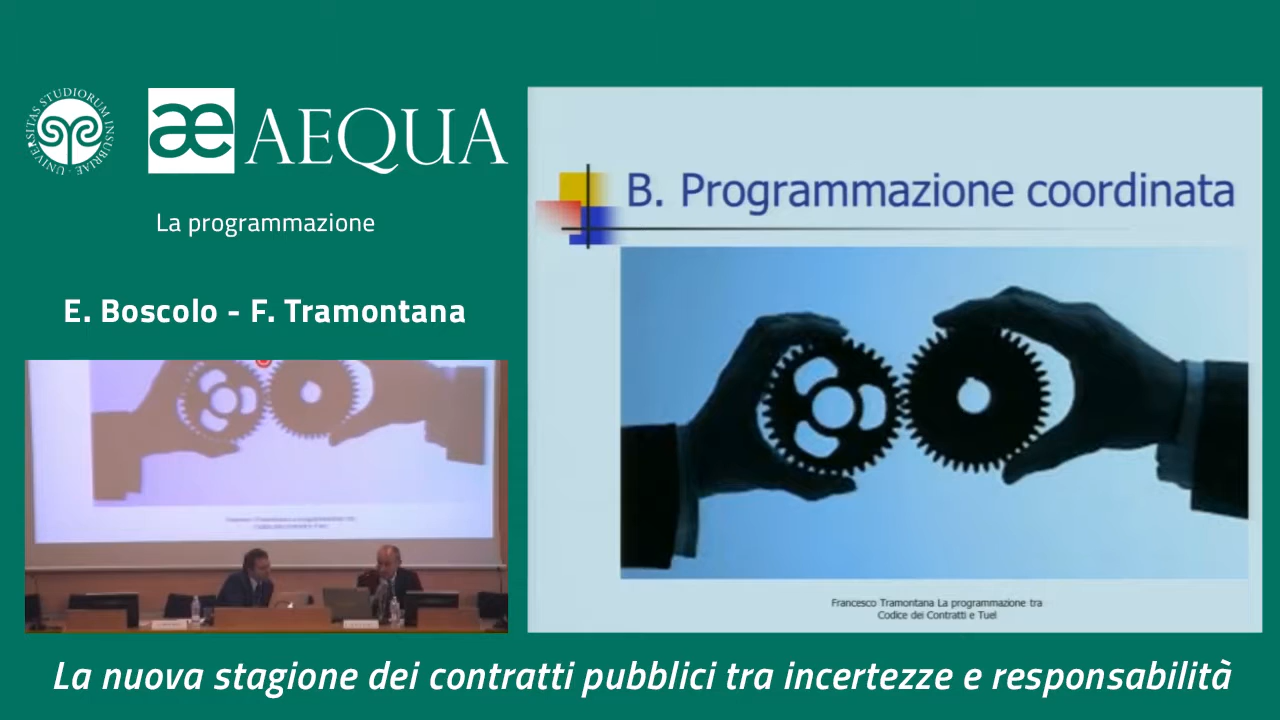 UNIVERSITAS STUDIORUM INSUBRIAE
æ AEQUA
La programmazione
E. Boscolo - F. Tramontana
B. Programmazione coordinata
Francesco Tramontana La programmazione tra
Codice dei Contratti e Tuel
La nuova stagione dei contratti pubblici tra incertezze e responsabilità